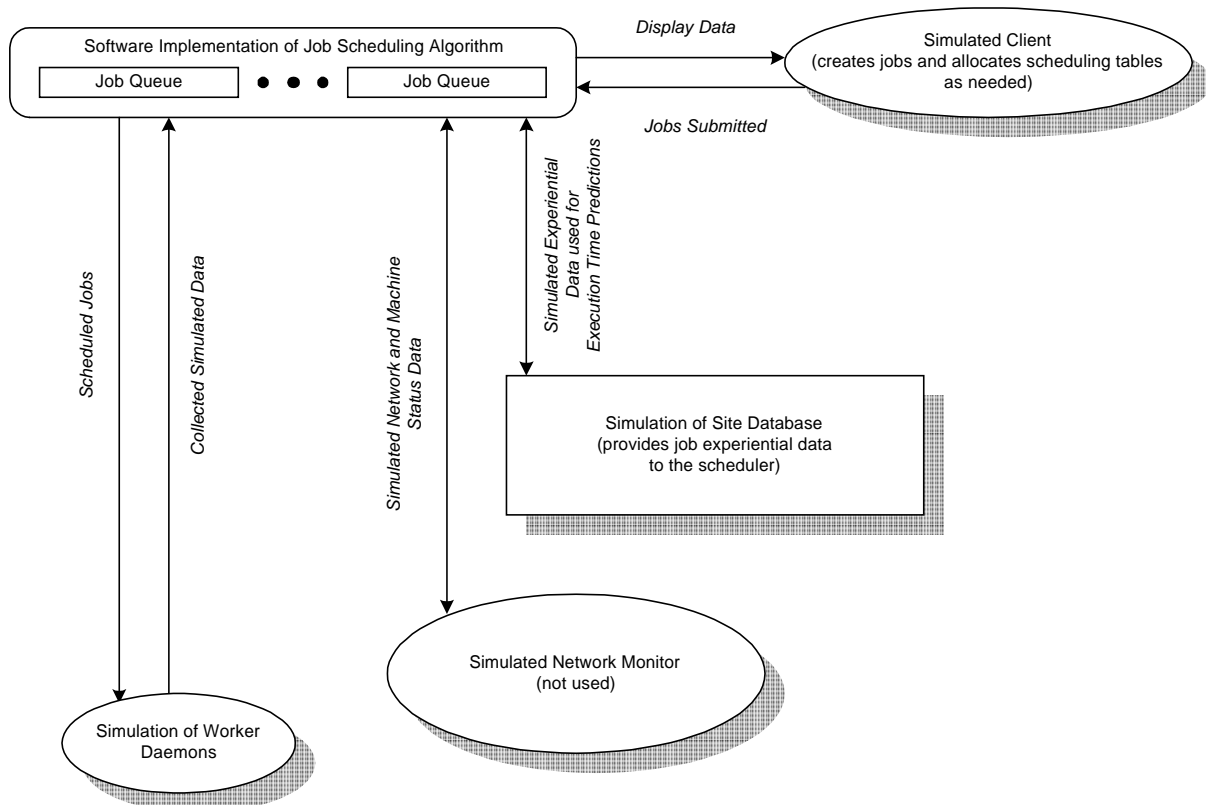 Software Implementation of Job Scheduling Algorithm
Job Queue
Job Queue
Display Data
Jobs Submitted
Simulated Client
(creates jobs and allocates scheduling tables
as needed)
Scheduled Jobs
Collected Simulated Data
Simulated Network and Machine
Status Data
Simulated Experiential
Data used for
Execution Time Predictions
Simulation of Site Database
(provides job experiential data
to the scheduler)
Simulated Network Monitor
(not used)
Simulation of Worker
Daemons